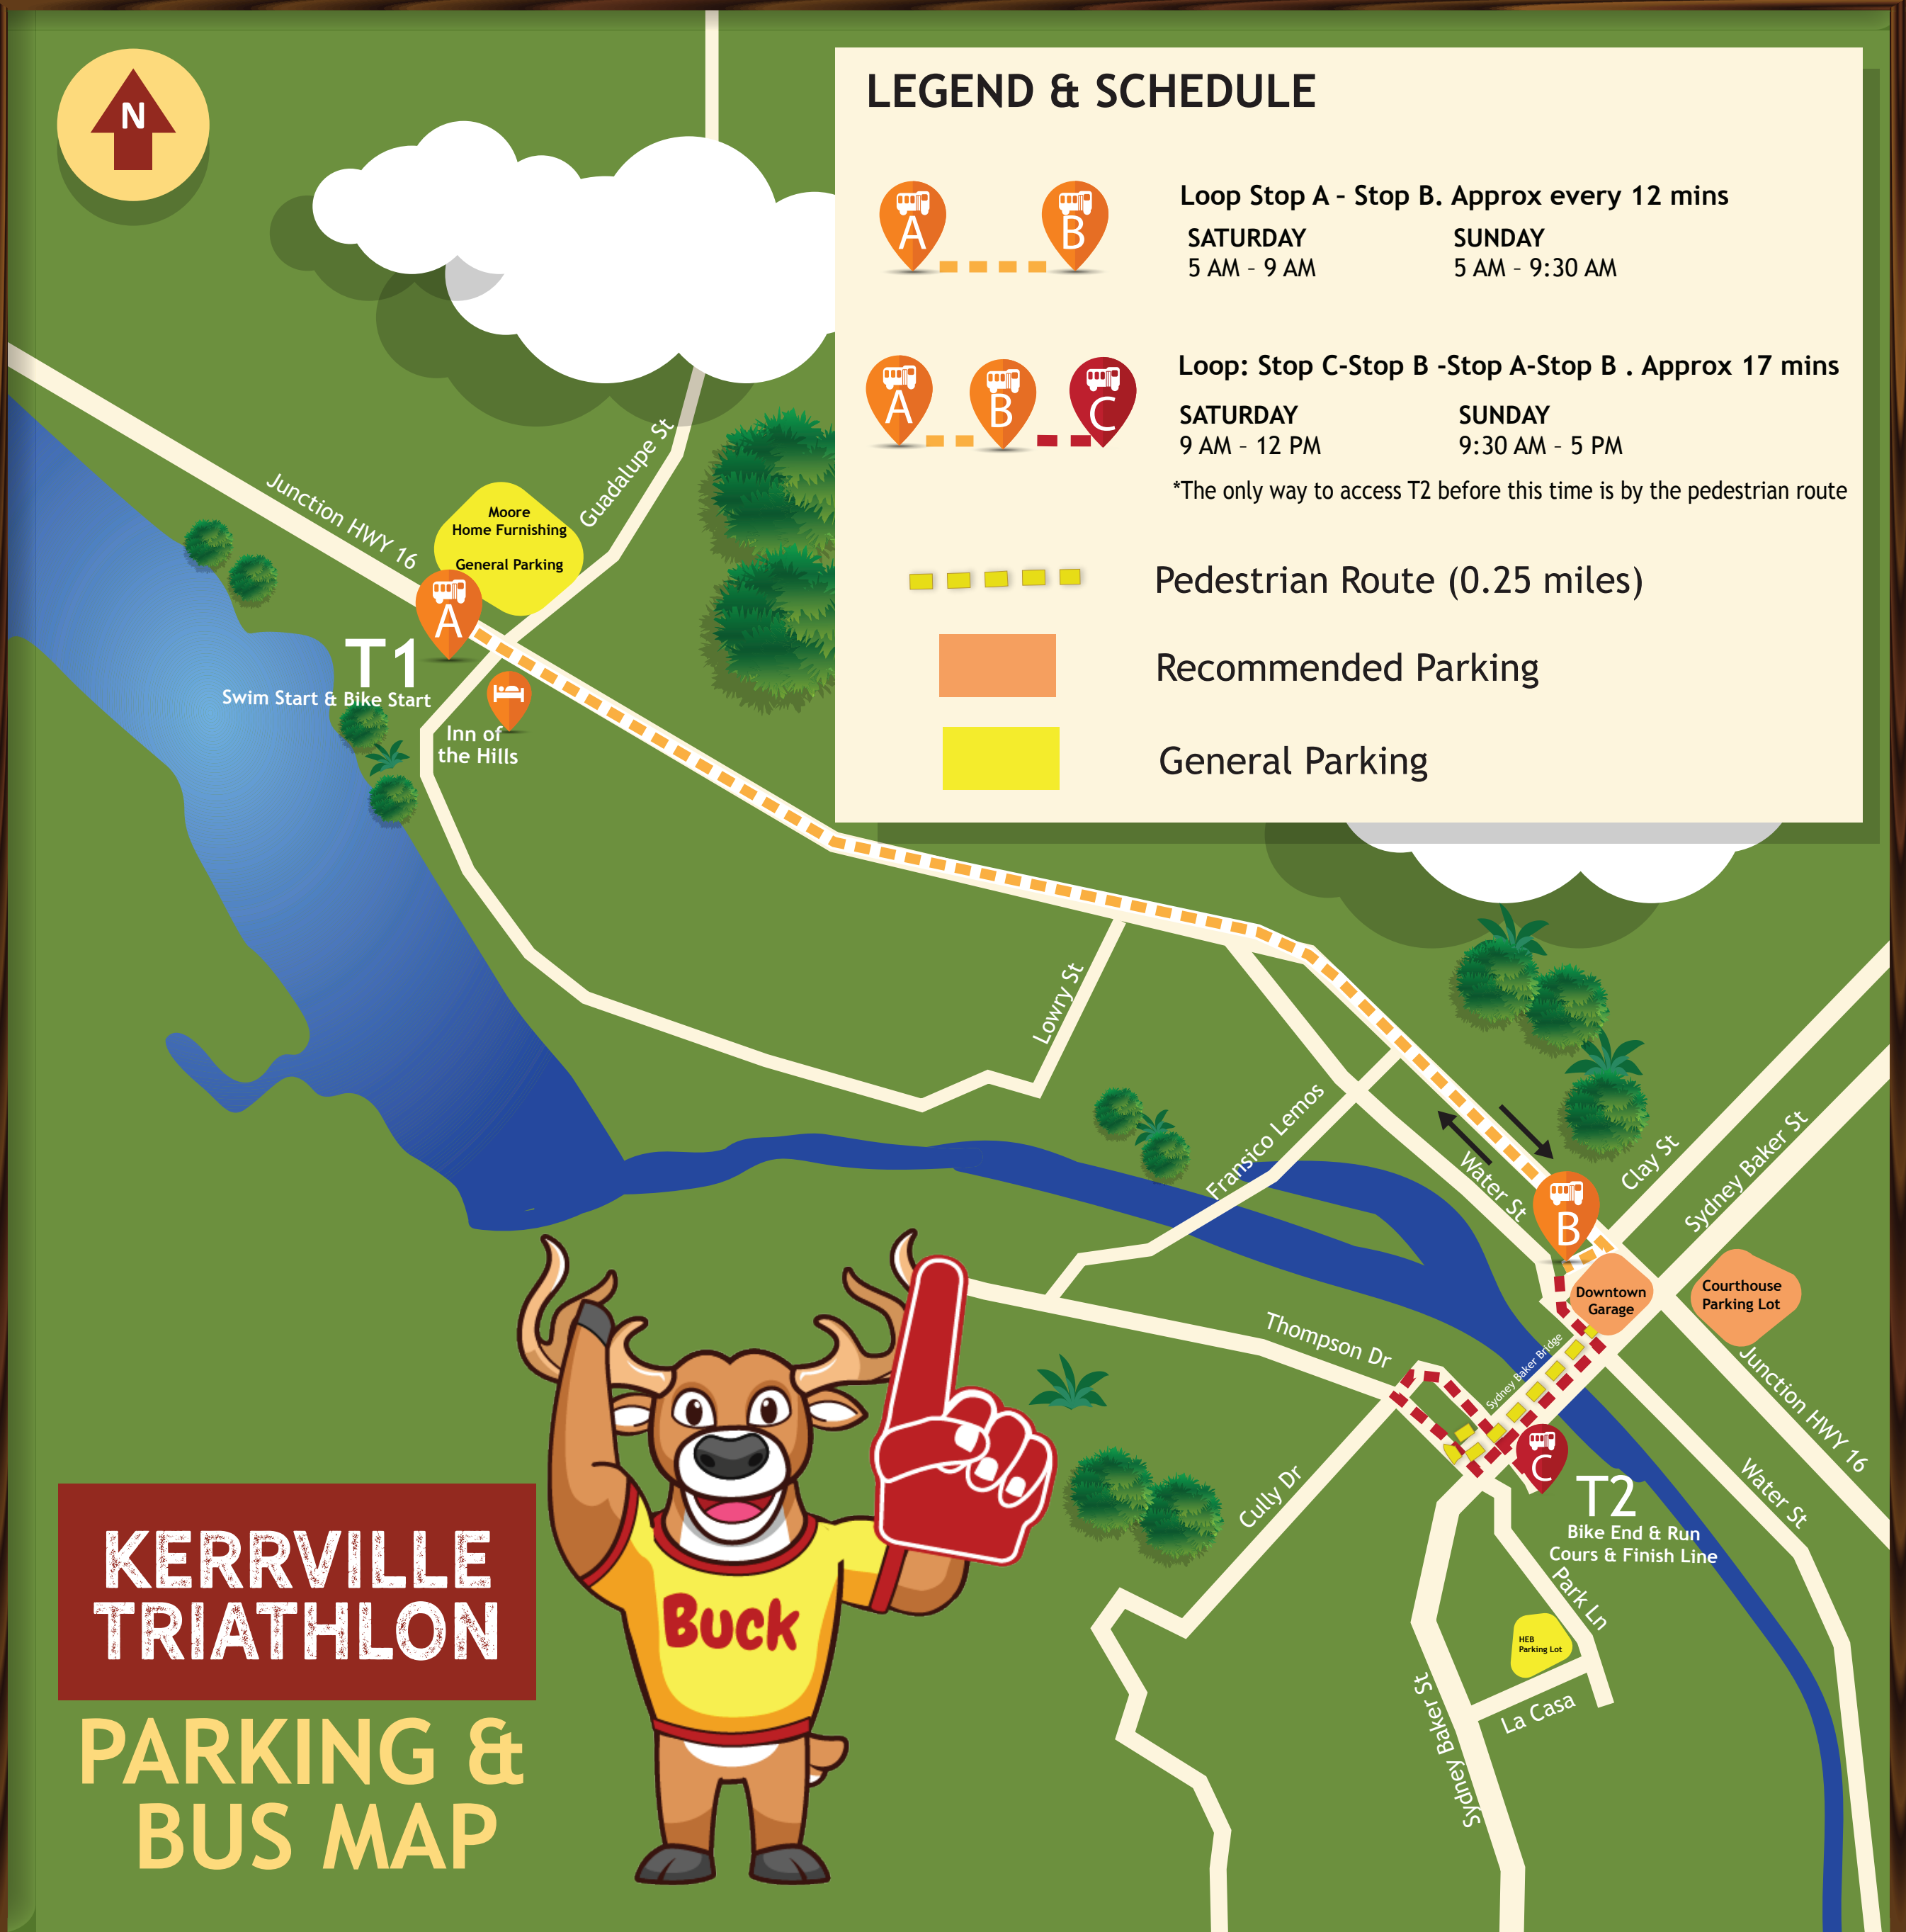 N
LEGEND & SCHEDULE
A
B
Loop Stop A – Stop B. Approx every 12 mins
SATURDAY
5 AM – 9 AM
SUNDAY
5 AM – 9:30 AM
A
B
C
Loop: Stop C-Stop B -Stop A-Stop B . Approx 17 mins
SATURDAY
9 AM – 12 PM
SUNDAY
9:30 AM – 5 PM
*The only way to access T2 before this time is by the pedestrian route
Pedestrian Route (0.25 miles)
Recommended Parking
General Parking
Junction HWY 16
Guadalupe St
Moore
Home Furnishing
General Parking
A
T1
Swim Start & Bike Start
Inn of
the Hills
Lowry St
Fransico Lemos
Water St
Clay St
Sydney Baker St
B
Downtown
Garage
Courthouse
Parking Lot
Thompson Dr
Sydney Baker Bridge
Junction HWY 16
C
T2
Bike End & Run
Cours & Finish Line
Water St
Cully Dr
Park Ln
HEB
Parking Lot
La Casa
Sydney Baker St
BUCK
KERRVILLE
TRIATHLON
PARKING &
BUS MAP